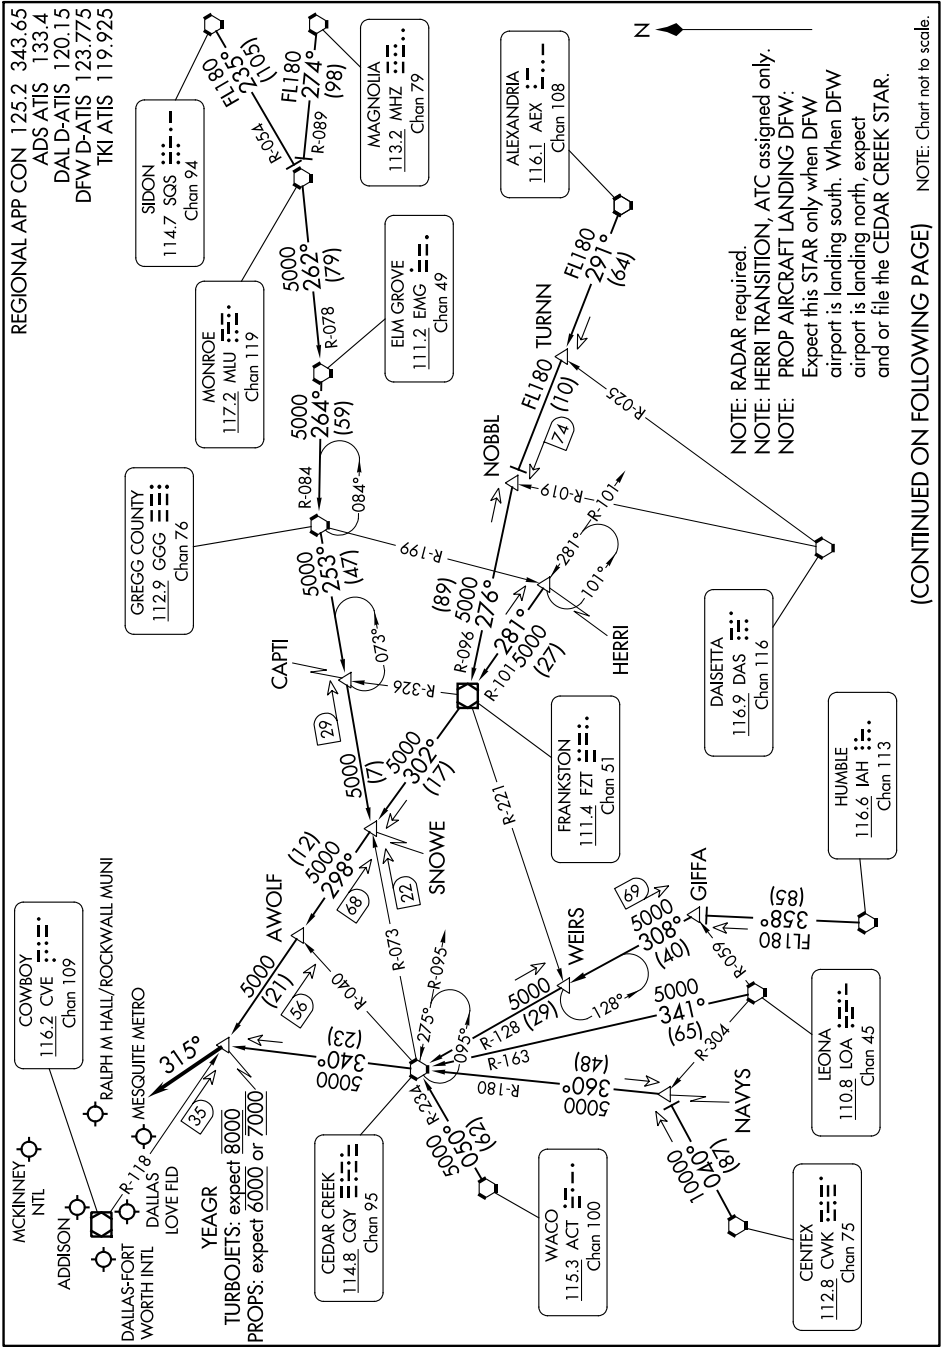 REGIONAL APP CON 125.2 343.65
ADS ATIS 133.4
DAL D-ATIS 120.15
DFW D-ATIS 123.775
TKI ATIS 119.925
SIDON
114.7 SQS
Chan 94
FL180
235°
(105)
R-054
FL180
274°
(98)
R-089
MAGNOLIA
113.2 MHZ
Chan 79
MONROE
117.2 MLU
Chan 119
5000
262°
(79)
R-078
ELM GROVE
111.2 EMG
Chan 49
5000
264°
(59)
R-084
084°
GREGG COUNTY
112.9 GGG
Chan 76
5000
253°
(47)
R-199
CAPTI
073°
R-326
29
5000
(7)
ALEXANDRIA
116.1 AEX
Chan 108
FL180
291°
(64)
TURNN
FL180
(10)
74
NOBBL
R-019
R-025
(89)
5000
276°
R-096
R-101
281°
5000
(27)
281°
R-101
101°
HERRI
DAISETTA
116.9 DAS
Chan 116
FRANKSTON
111.4 FZT
Chan 51
R-221
5000
302°
(17)
SNOWE
22
(12)
5000
298°
68
AWOLF
5000
(21)
56
R-073
R-040
COWBOY
116.2 CVE
Chan 109
RALPH M HALL/ROCKWALL MUNI
MESQUITE METRO
MCKINNEY
NTL
ADDISON
DALLAS
LOVE FLD
DALLAS-FORT
WORTH INTL
R-118
35
315°
YEAGR
TURBOJETS: expect 8000
PROPS: expect 6000 or 7000
5000
340°
(23)
R-095
275°
095°
CEDAR CREEK
114.8 CQY
Chan 95
5000
050°
(62)
R-234
WACO
115.3 ACT
Chan 100
5000
(29)
R-128
R-163
R-180
WEIRS
128°
5000
308°
(40)
69
GIFFA
R-059
FL180
358°
(85)
HUMBLE
116.6 IAH
Chan 113
5000
341°
(65)
LEONA
110.8 LOA
Chan 45
R-304
5000
360°
(48)
NAVYS
10000
040°
(87)
CENTEX
112.8 CWK
Chan 75
N
NOTE: RADAR required.
NOTE: HERRI TRANSITION, ATC assigned only.
NOTE: PROP AIRCRAFT LANDING DFW:
Expect this STAR only when DFW
airport is landing south. When DFW
airport is landing north, expect
and or file the CEDAR CREEK STAR.
(CONTINUED ON FOLLOWING PAGE)
NOTE: Chart not to scale.